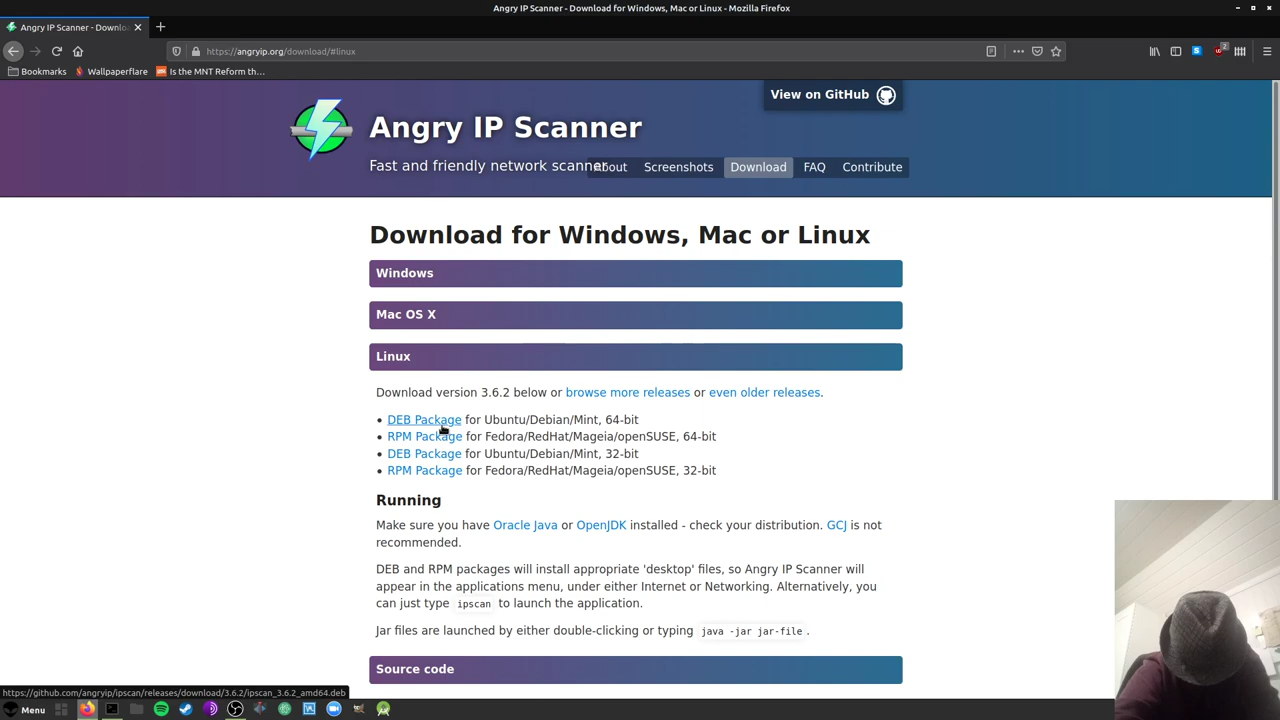 Angry IP Scanner - Download for Windows, Mac or Linux - Mozilla Firefox
Angry IP Scanner - Downlo
https://angryip.org/download/#linux
Bookmarks
Wallpaperflare
Is the MNT Reform th…
2
View on GitHub
Angry IP Scanner
Fast and friendly network scanner
About
Screenshots
Download
FAQ
Contribute
Download for Windows, Mac or Linux
Windows
Mac OS X
Linux
Download version 3.6.2 below or browse more releases or even older releases.
• DEB Package for Ubuntu/Debian/Mint, 64-bit
• RPM Package for Fedora/RedHat/Mageia/openSUSE, 64-bit
• DEB Package for Ubuntu/Debian/Mint, 32-bit
• RPM Package for Fedora/RedHat/Mageia/openSUSE, 32-bit
Running
Make sure you have Oracle Java or OpenJDK installed - check your distribution. GCJ is not
recommended.
DEB and RPM packages will install appropriate 'desktop' files, so Angry IP Scanner will
appear in the applications menu, under either Internet or Networking. Alternatively, you
can just type ipscan to launch the application.
Jar files are launched by either double-clicking or typing java -jar jar-file.
Source code
https://github.com/angryip/ipscan/releases/download/3.6.2/ipscan_3.6.2_amd64.deb
Menu